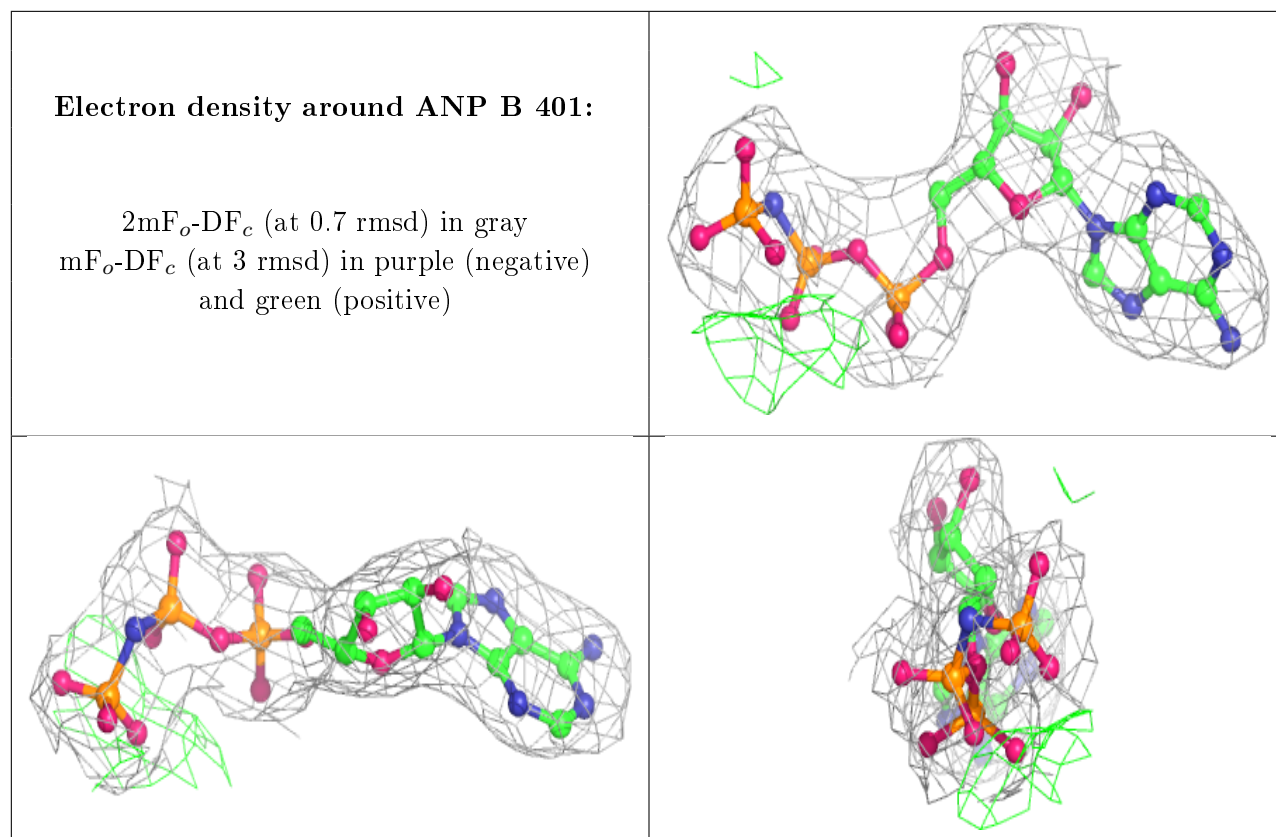 Electron density around ANP B 401:
2mFo-DFc (at 0.7 rmsd) in gray
mFo-DFc (at 3 rmsd) in purple (negative)
and green (positive)